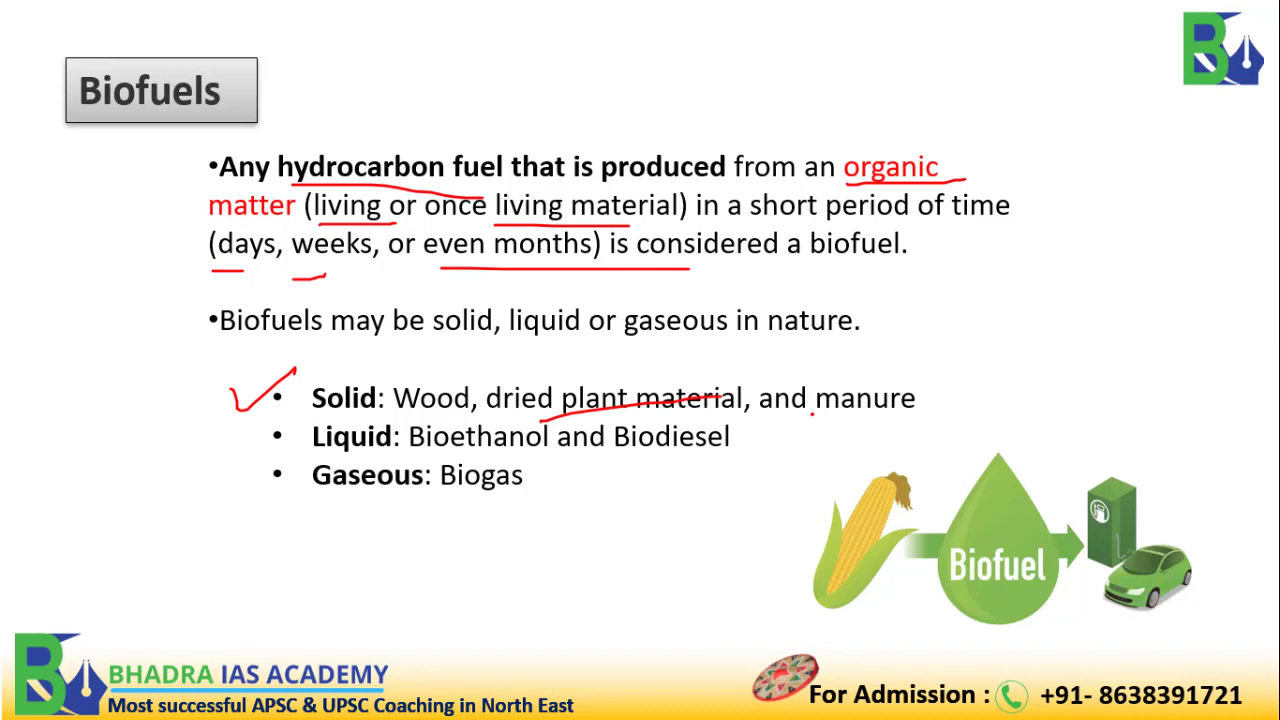 Biofuels
•Any hydrocarbon fuel that is produced from an organic
matter (living or once living material) in a short period of time
(days, weeks, or even months) is considered a biofuel.
•Biofuels may be solid, liquid or gaseous in nature.
• Solid: Wood, dried plant material, and manure
• Liquid: Bioethanol and Biodiesel
• Gaseous: Biogas
Biofuel
BHADRA IAS ACADEMY
Most successful APSC & UPSC Coaching in North East
For Admission : +91- 8638391721